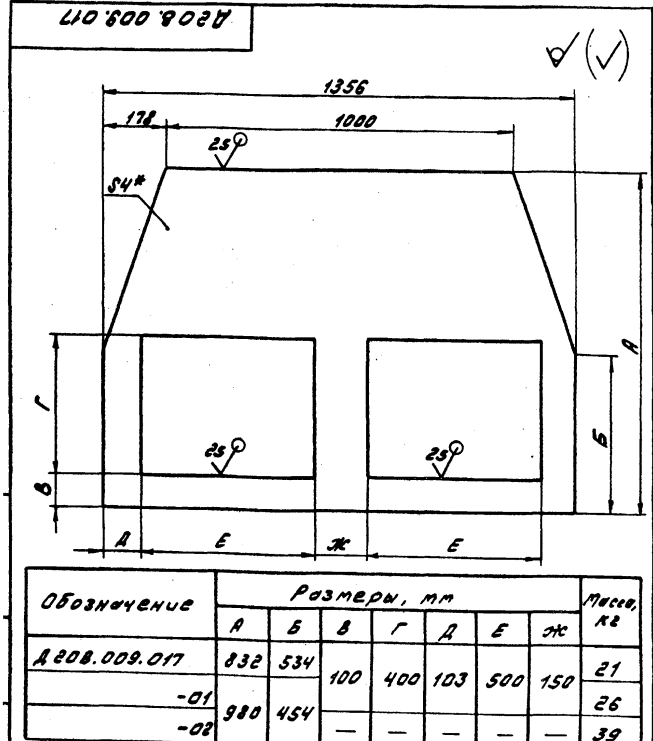 Д208.009.017
√ (√)
1356
178 1000
25
S4*
Г
В
А
Б
25 25
Д Е Ж Е
Обозначение Размеры, мм Масса, кг
А Б В Г Д Е Ж
Д208.009.017 832 534 100 400 103 500 150 21
-01 980 454 26
-02 — — — — — 39